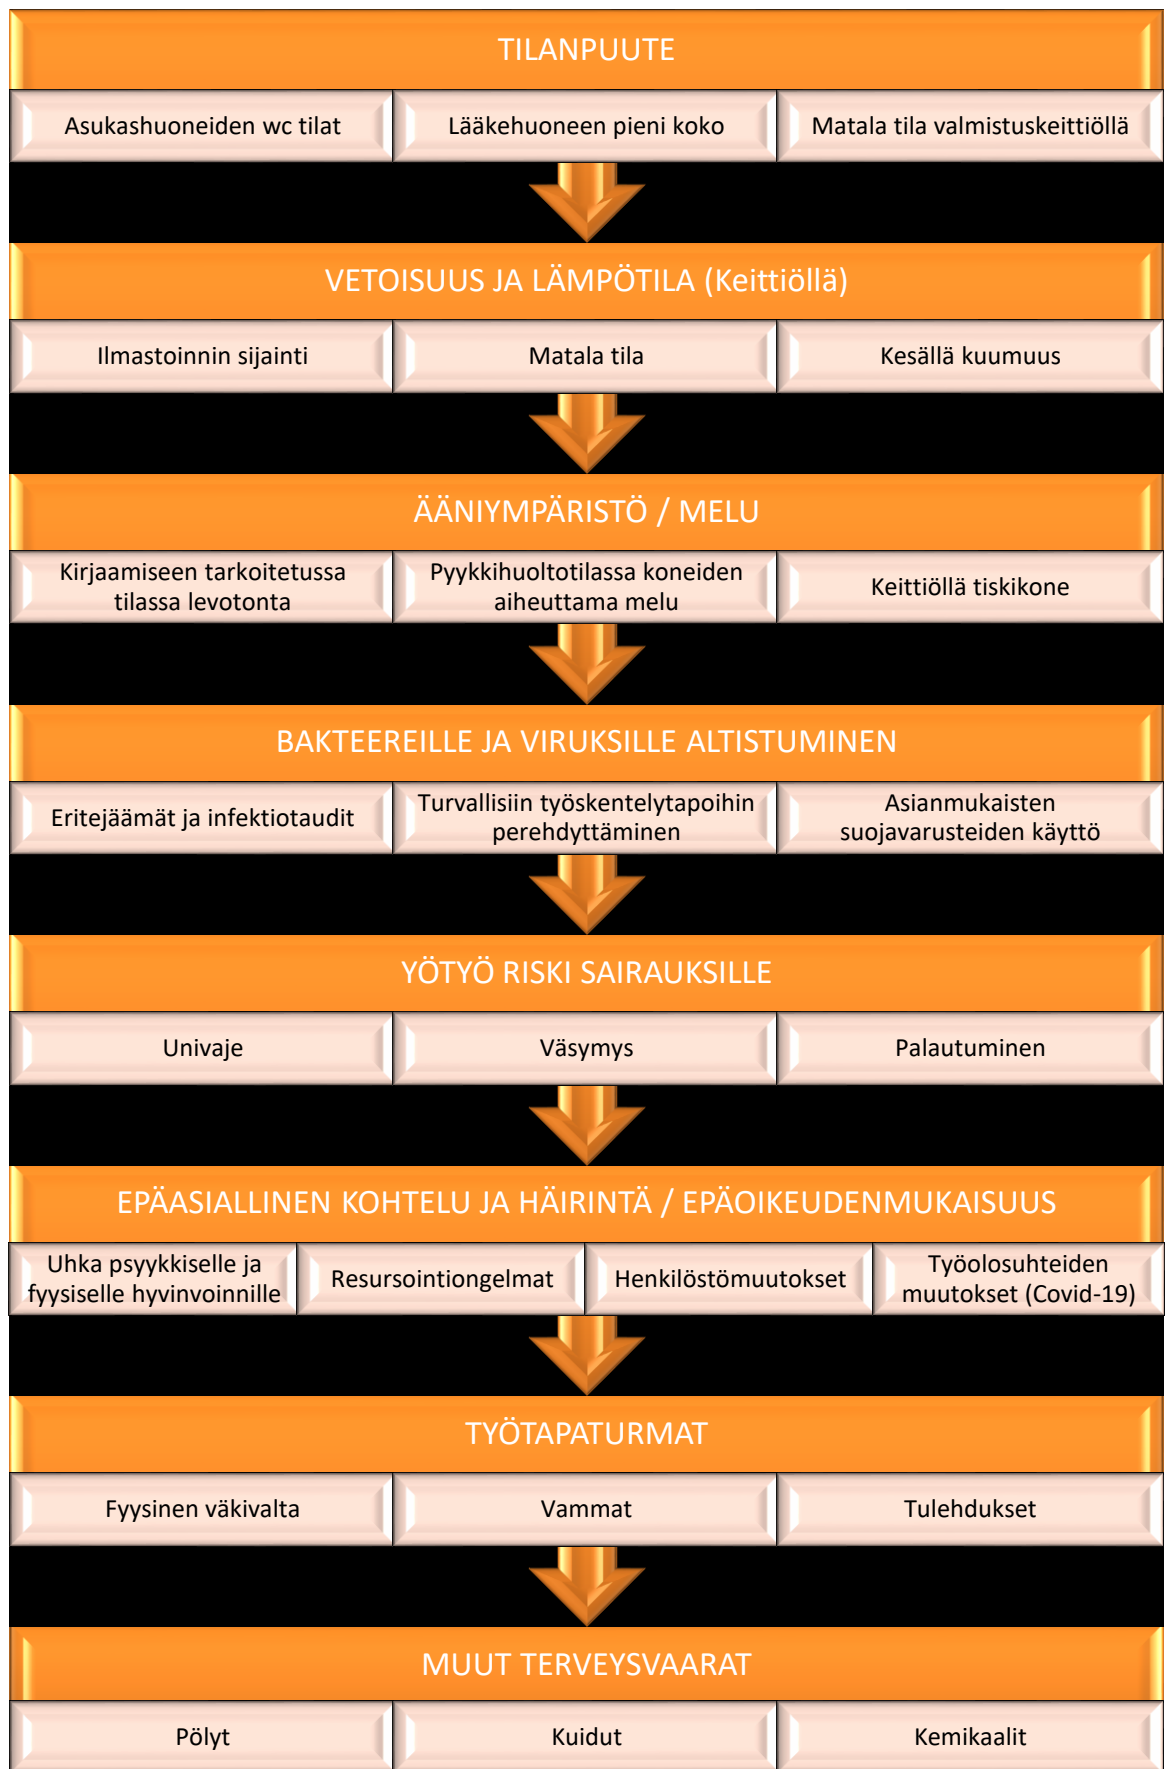 TILANPUUTE
Asukashuoneiden wc tilat
Lääkehuoneen pieni koko
Matala tila valmistuskeittiöllä
VETOISUUS JA LÄMPÖTILA (Keittiöllä)
Ilmastoinnin sijainti
Matala tila
Kesällä kuumuus
ÄÄNIYMPÄRISTÖ / MELU
Kirjaamiseen tarkoitetussa
tilassa levotonta
Pyykkihuoltotilassa koneiden
aiheuttama melu
Keittiöllä tiskikone
BAKTEEREILLE JA VIRUKSILLE ALTISTUMINEN
Eritejäämät ja infektiotaudit
Turvallisiin työskentelytapoihin
perehdyttäminen
Asianmukaisten
suojavarusteiden käyttö
YÖTYÖ RISKI SAIRAUKSILLE
Univaje
Väsymys
Palautuminen
EPÄASIALLINEN KOHTELU JA HÄIRINTÄ / EPÄOIKEUDENMUKAISUUS
Uhka psyykkiselle ja
fyysiselle hyvinvoinnille
Resursointiongelmat
Henkilöstömuutokset
Työolosuhteiden
muutokset (Covid-19)
TYÖTAPATURMAT
Fyysinen väkivalta
Vammat
Tulehdukset
MUUT TERVEYSVAARAT
Pölyt
Kuidut
Kemikaalit